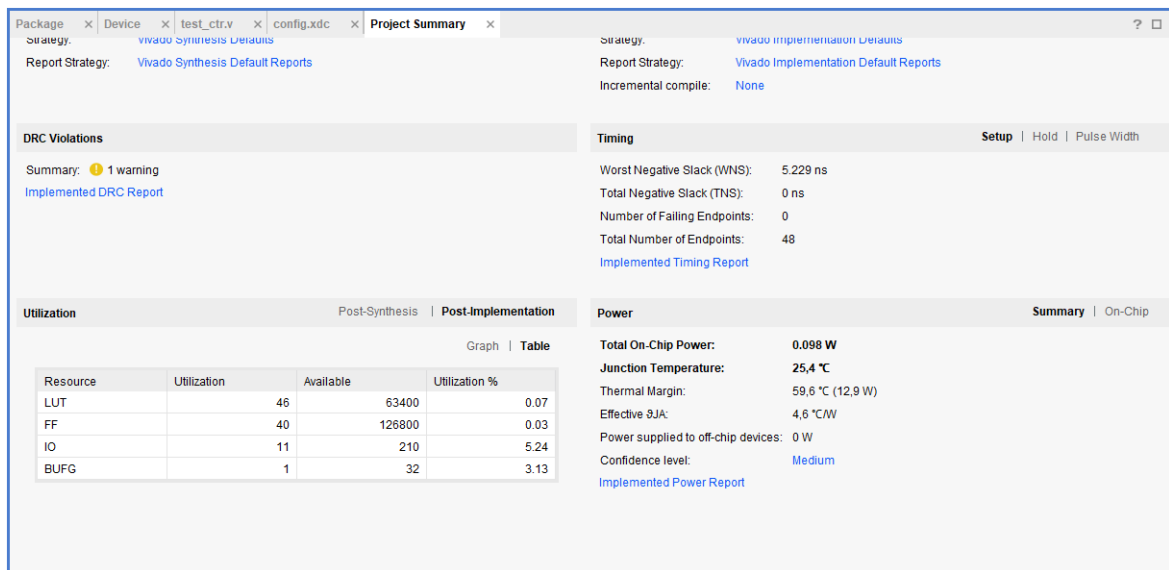 Package × Device × test_ctr.v × config.xdc × Project Summary × ?
Strategy: Vivado Synthesis Defaults
Report Strategy: Vivado Synthesis Default Reports
Strategy: Vivado Implementation Defaults
Report Strategy: Vivado Implementation Default Reports
Incremental compile: None
DRC Violations
Summary: 1 warning
Implemented DRC Report
Timing Setup | Hold | Pulse Width
Worst Negative Slack (WNS): 5.229 ns
Total Negative Slack (TNS): 0 ns
Number of Failing Endpoints: 0
Total Number of Endpoints: 48
Implemented Timing Report
Utilization Post-Synthesis | Post-Implementation
Graph | Table
Resource Utilization Available Utilization %
LUT 46 63400 0.07
FF 40 126800 0.03
IO 11 210 5.24
BUFG 1 32 3.13
Power Summary | On-Chip
Total On-Chip Power: 0.098 W
Junction Temperature: 25,4 °C
Thermal Margin: 59,6 °C (12,9 W)
Effective ϑJA: 4,6 °C/W
Power supplied to off-chip devices: 0 W
Confidence level: Medium
Implemented Power Report